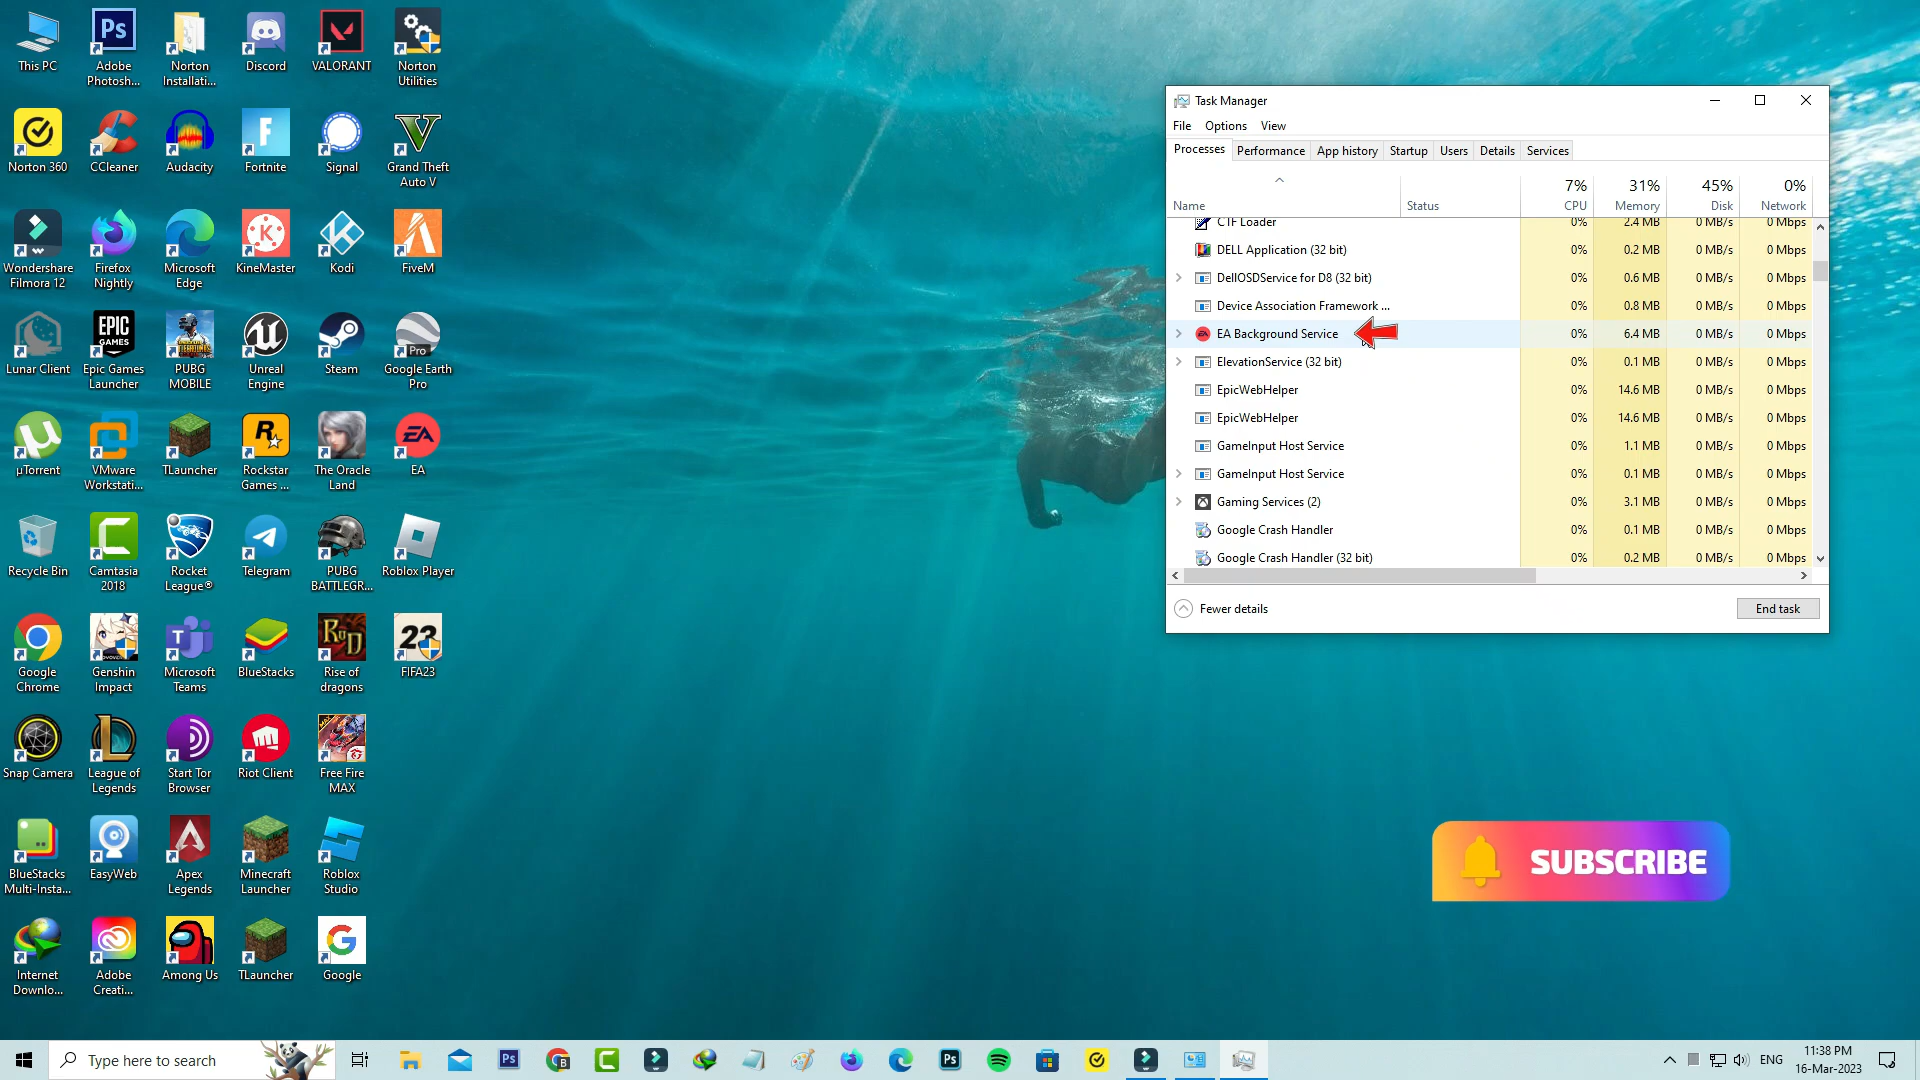 This PC
Adobe
Photosh...
Norton
Installati...
Discord
VALORANT
Norton
Utilities
Norton 360
CCleaner
Audacity
Fortnite
Signal
Grand Theft
Auto V
Wondershare
Filmora 12
Firefox
Nightly
Microsoft
Edge
KineMaster
Kodi
FiveM
Lunar Client
Epic Games
Launcher
PUBG
MOBILE
Unreal
Engine
Steam
Google Earth
Pro
µTorrent
VMware
Workstati...
TLauncher
Rockstar
Games ...
The Oracle
Land
EA
Recycle Bin
Camtasia
2018
Rocket
League®
Telegram
PUBG
BATTLEGR...
Roblox Player
Google
Chrome
Genshin
Impact
Microsoft
Teams
BlueStacks
Rise of
dragons
FIFA23
Snap Camera
League of
Legends
Start Tor
Browser
Riot Client
Free Fire
MAX
BlueStacks
Multi-Insta...
EasyWeb
Apex
Legends
Minecraft
Launcher
Roblox
Studio
Internet
Downlo...
Adobe
Creati...
Among Us
TLauncher
Google
Task Manager
File Options View
Processes Performance App history Startup Users Details Services
7% 31% 45% 0%
Name Status CPU Memory Disk Network
CTF Loader 0% 2.4 MB 0 MB/s 0 Mbps
DELL Application (32 bit) 0% 0.2 MB 0 MB/s 0 Mbps
DellOSDService for D8 (32 bit) 0% 0.6 MB 0 MB/s 0 Mbps
Device Association Framework ... 0% 0.8 MB 0 MB/s 0 Mbps
EA Background Service 0% 6.4 MB 0 MB/s 0 Mbps
ElevationService (32 bit) 0% 0.1 MB 0 MB/s 0 Mbps
EpicWebHelper 0% 14.6 MB 0 MB/s 0 Mbps
EpicWebHelper 0% 14.6 MB 0 MB/s 0 Mbps
GameInput Host Service 0% 1.1 MB 0 MB/s 0 Mbps
GameInput Host Service 0% 0.1 MB 0 MB/s 0 Mbps
Gaming Services (2) 0% 3.1 MB 0 MB/s 0 Mbps
Google Crash Handler 0% 0.1 MB 0 MB/s 0 Mbps
Google Crash Handler (32 bit) 0% 0.2 MB 0 MB/s 0 Mbps
Fewer details
End task
SUBSCRIBE
Type here to search
ENG
11:38 PM
16-Mar-2023